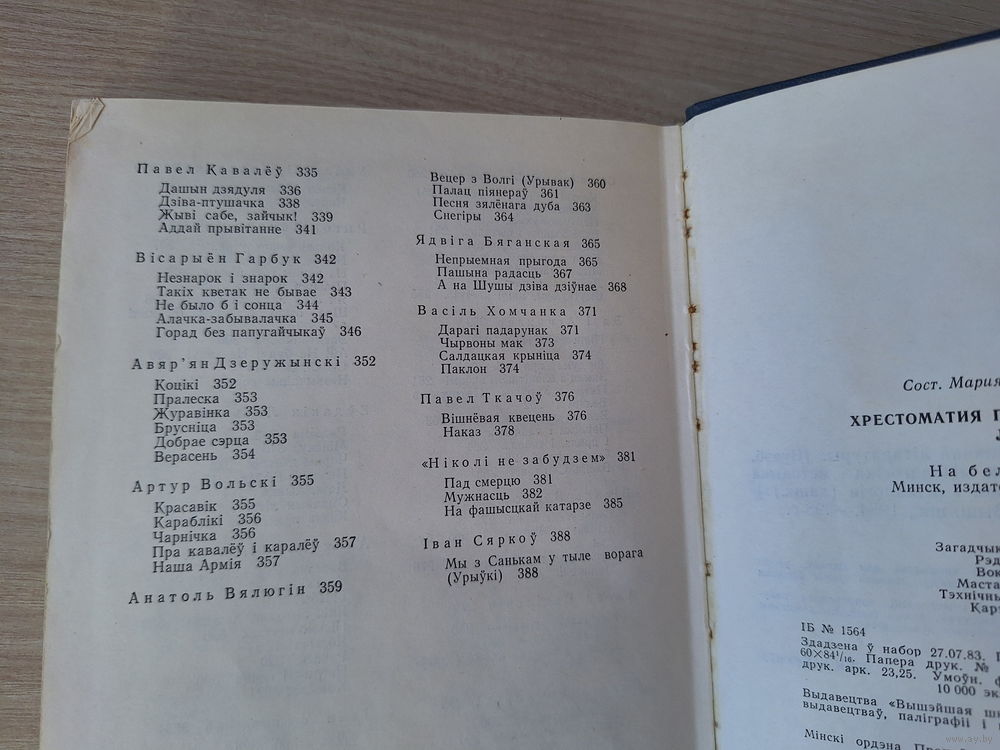 Павел Кавалёў 335
Дашын дзядуля 336
Дзіва-птушачка 338
Жыві сабе, зайчык! 339
Аддай прывітанне 341
Вісарыён Гарбук 342
Незнарок і знарок 342
Такіх кветак не бывае 343
Не было б і сонца 344
Алачка-забывалачка 345
Горад без папугайчыкаў 346
Авяр'ян Дзеружынскі 352
Коцікі 352
Пралеска 353
Журавінка 353
Брусніца 353
Добрае сэрца 353
Верасень 354
Артур Вольскі 355
Красавік 355
Караблікі 356
Чарнічка 356
Пра кавалёў і каралёў 357
Наша Армія 357
Анатоль Вялюгін 359
Вецер з Волгі (Урывак) 360
Палац піянераў 361
Песня зялёнага дуба 363
Снегіры 364
Ядвіга Бяганская 365
Непрыемная прыгода 365
Пашына радасць 367
А на Шушы дзіва дзіўнае 368
Васіль Хомчанка 371
Дарагі падарунак 371
Чырвоны мак 373
Салдацкая крыніца 374
Паклон 374
Павел Ткачоў 376
Вішнёвая квецень 376
Наказ 378
«Ніколі не забудзем» 381
Пад смерцю 381
Мужнасць 382
На фашысцкай катарзе 385
Іван Сяркоў 388
Мы з Санькам у тыле ворага
(Урыўкі) 388
Сост. Мария
ХРЕСТОМАТИЯ П
На бел
Минск, издате
Загадчык
Рэд
Вок
Маста
Тэхнічны
Кар
ІБ № 1564
Здадзена ў набор 27.07.83.
60×84 1/16. Папера друк. №
друк. арк. 23,25. Умоўн. ф
10 000 эк
Выдавецтва «Вышэйшая шк
выдавецтваў, паліграфіі і
Мінскі ордэна
www.ay.by